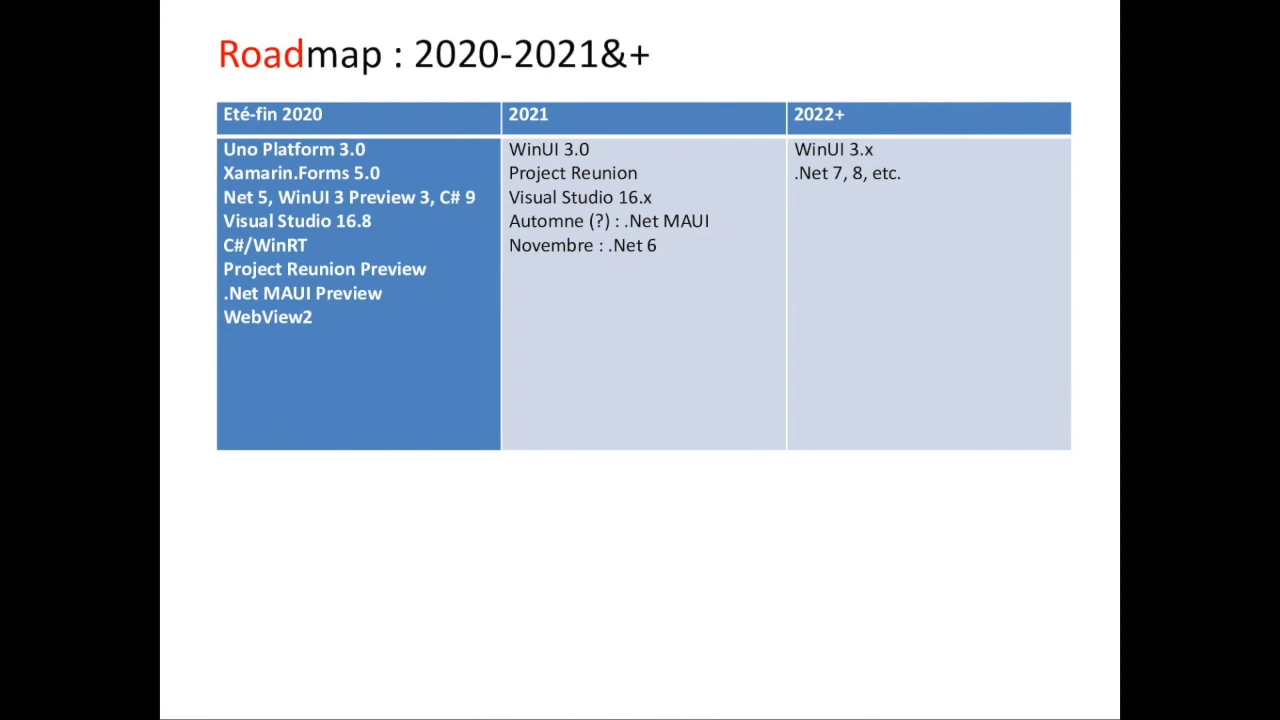 Roadmap : 2020-2021&+
Eté-fin 2020
2021
2022+
Uno Platform 3.0
Xamarin.Forms 5.0
Net 5, WinUI 3 Preview 3, C# 9
Visual Studio 16.8
C#/WinRT
Project Reunion Preview
.Net MAUI Preview
WebView2
WinUI 3.0
Project Reunion
Visual Studio 16.x
Automne (?) : .Net MAUI
Novembre : .Net 6
WinUI 3.x
.Net 7, 8, etc.